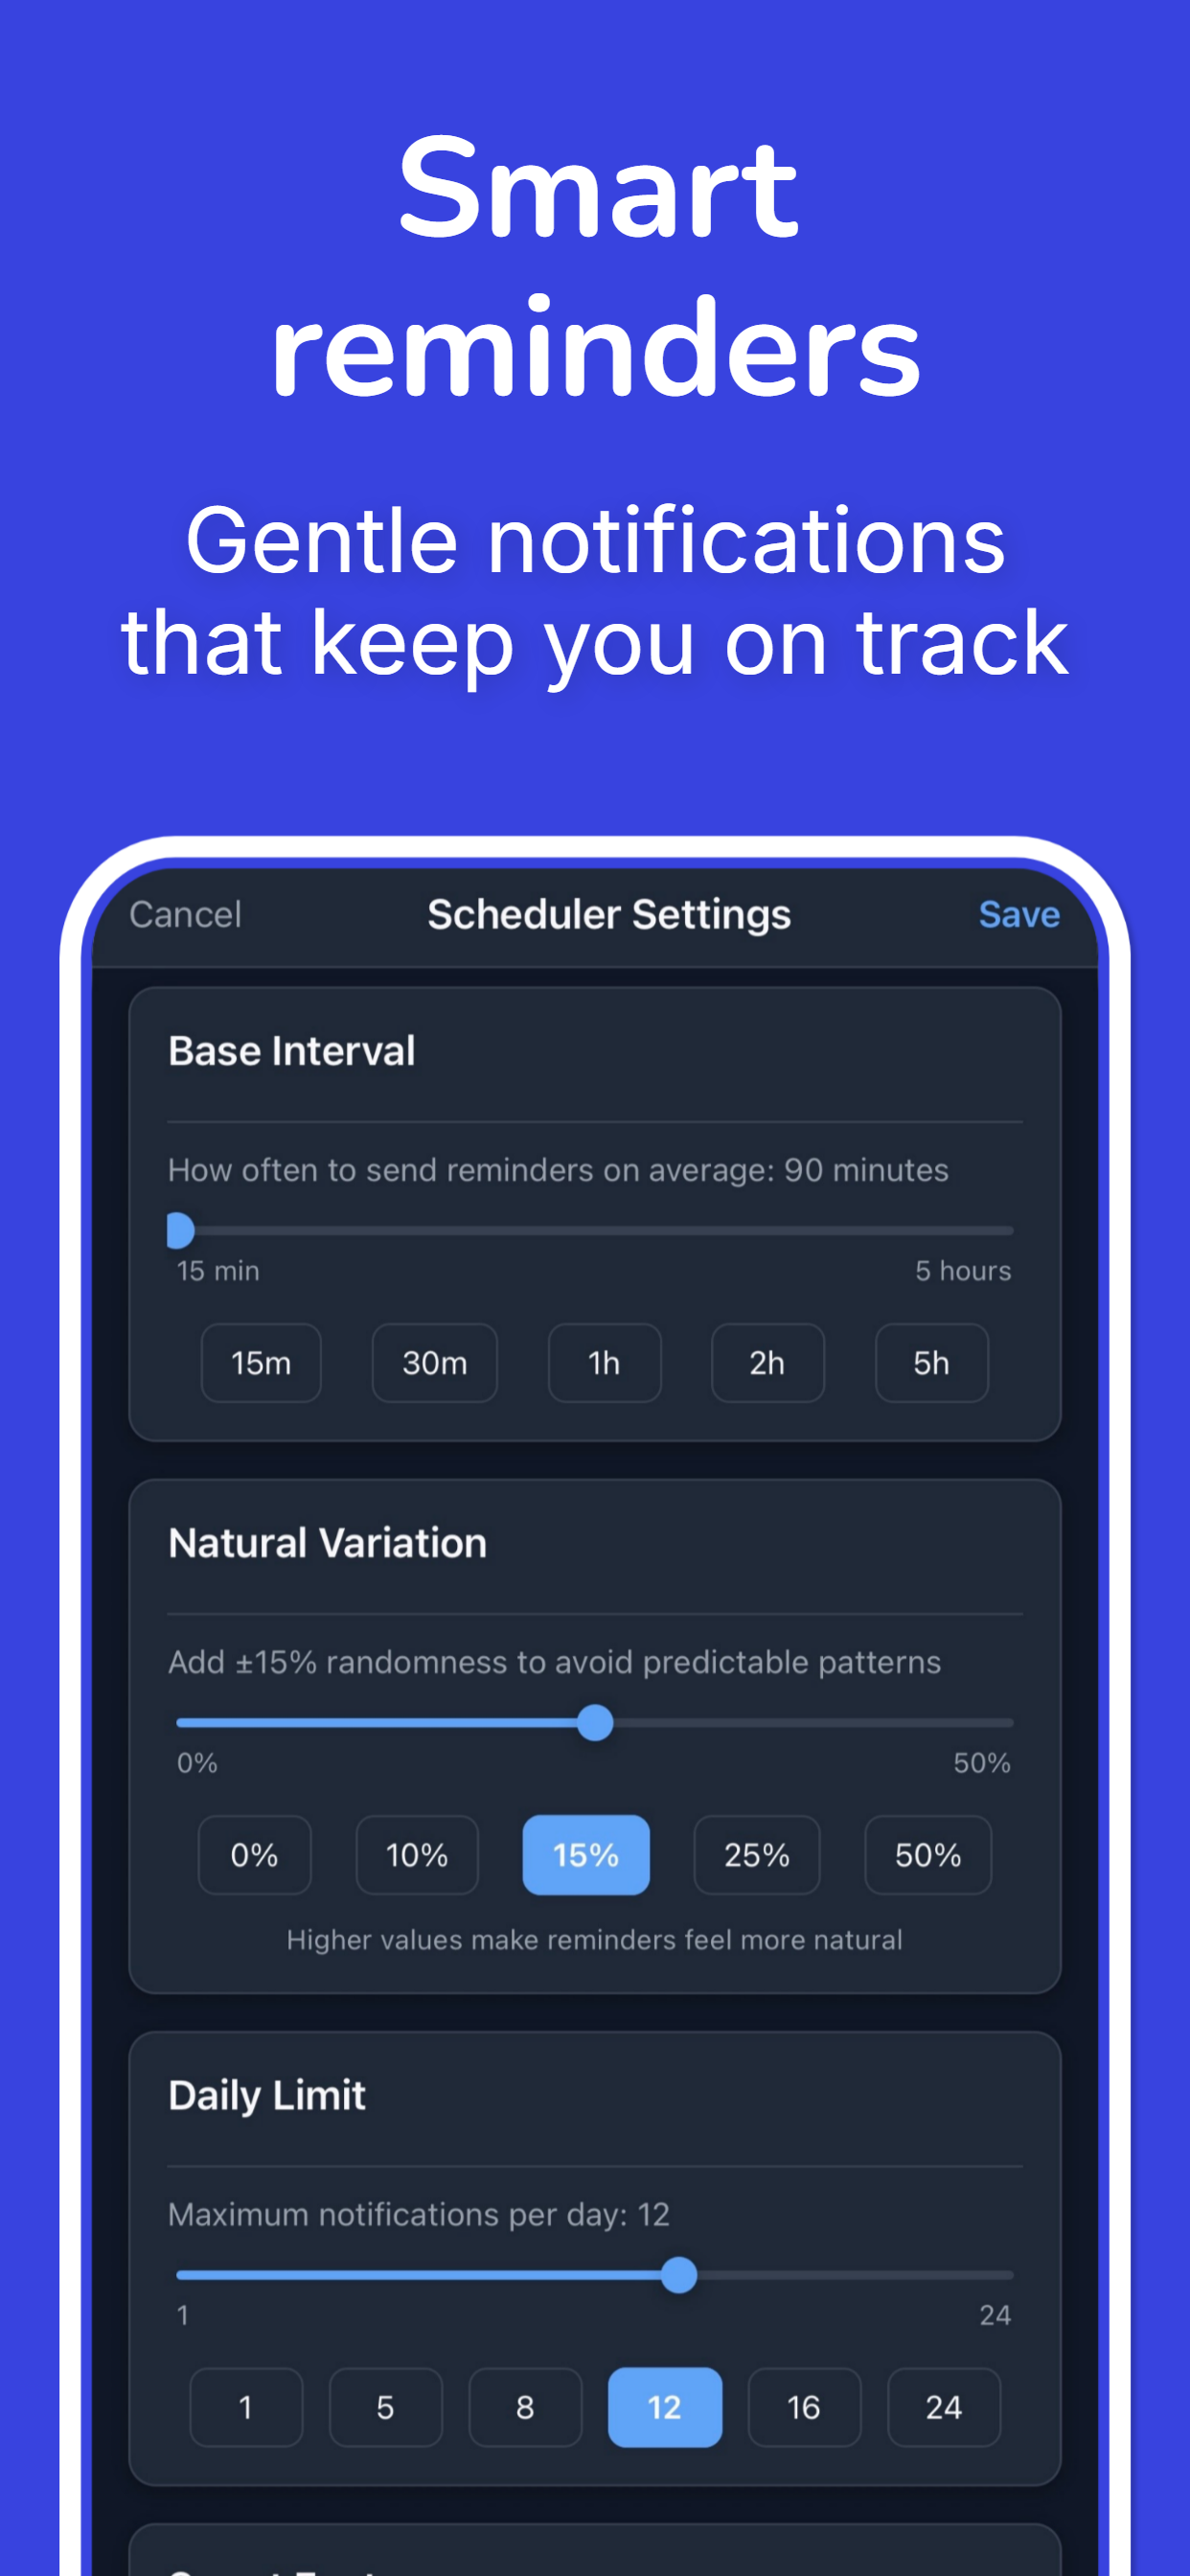 Smart
reminders
Gentle notifications
that keep you on track
Cancel Scheduler Settings Save
Base Interval
How often to send reminders on average: 90 minutes
15 min 5 hours
15m 30m 1h 2h 5h
Natural Variation
Add ±15% randomness to avoid predictable patterns
0% 50%
0% 10% 15% 25% 50%
Higher values make reminders feel more natural
Daily Limit
Maximum notifications per day: 12
1 24
1 5 8 12 16 24